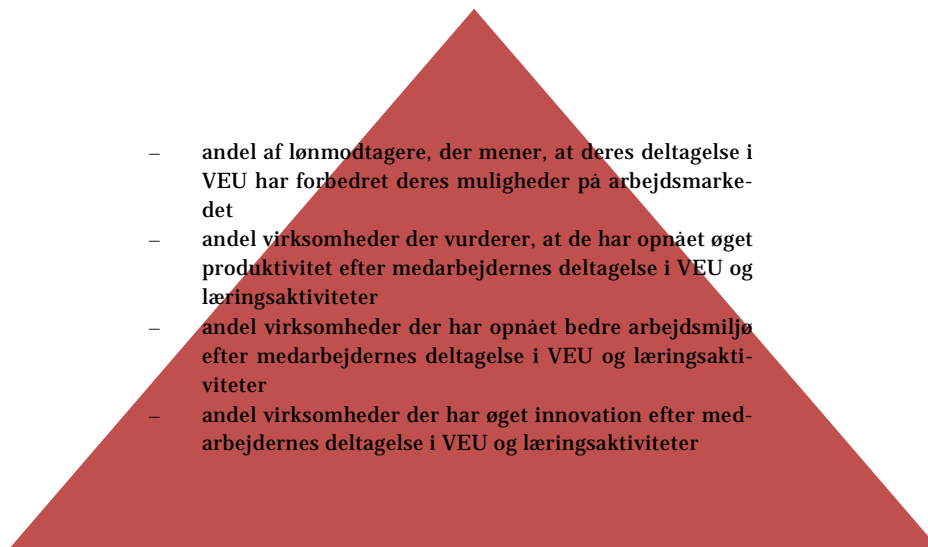 – andel af lønmodtagere, der mener, at deres deltagelse i
VEU har forbedret deres muligheder på arbejdsmarke-
det
– andel virksomheder der vurderer, at de har opnået øget
produktivitet efter medarbejdernes deltagelse i VEU og
læringsaktiviteter
– andel virksomheder der har opnået bedre arbejdsmiljø
efter medarbejdernes deltagelse i VEU og læringsakti-
viteter
– andel virksomheder der har øget innovation efter med-
arbejdernes deltagelse i VEU og læringsaktiviteter